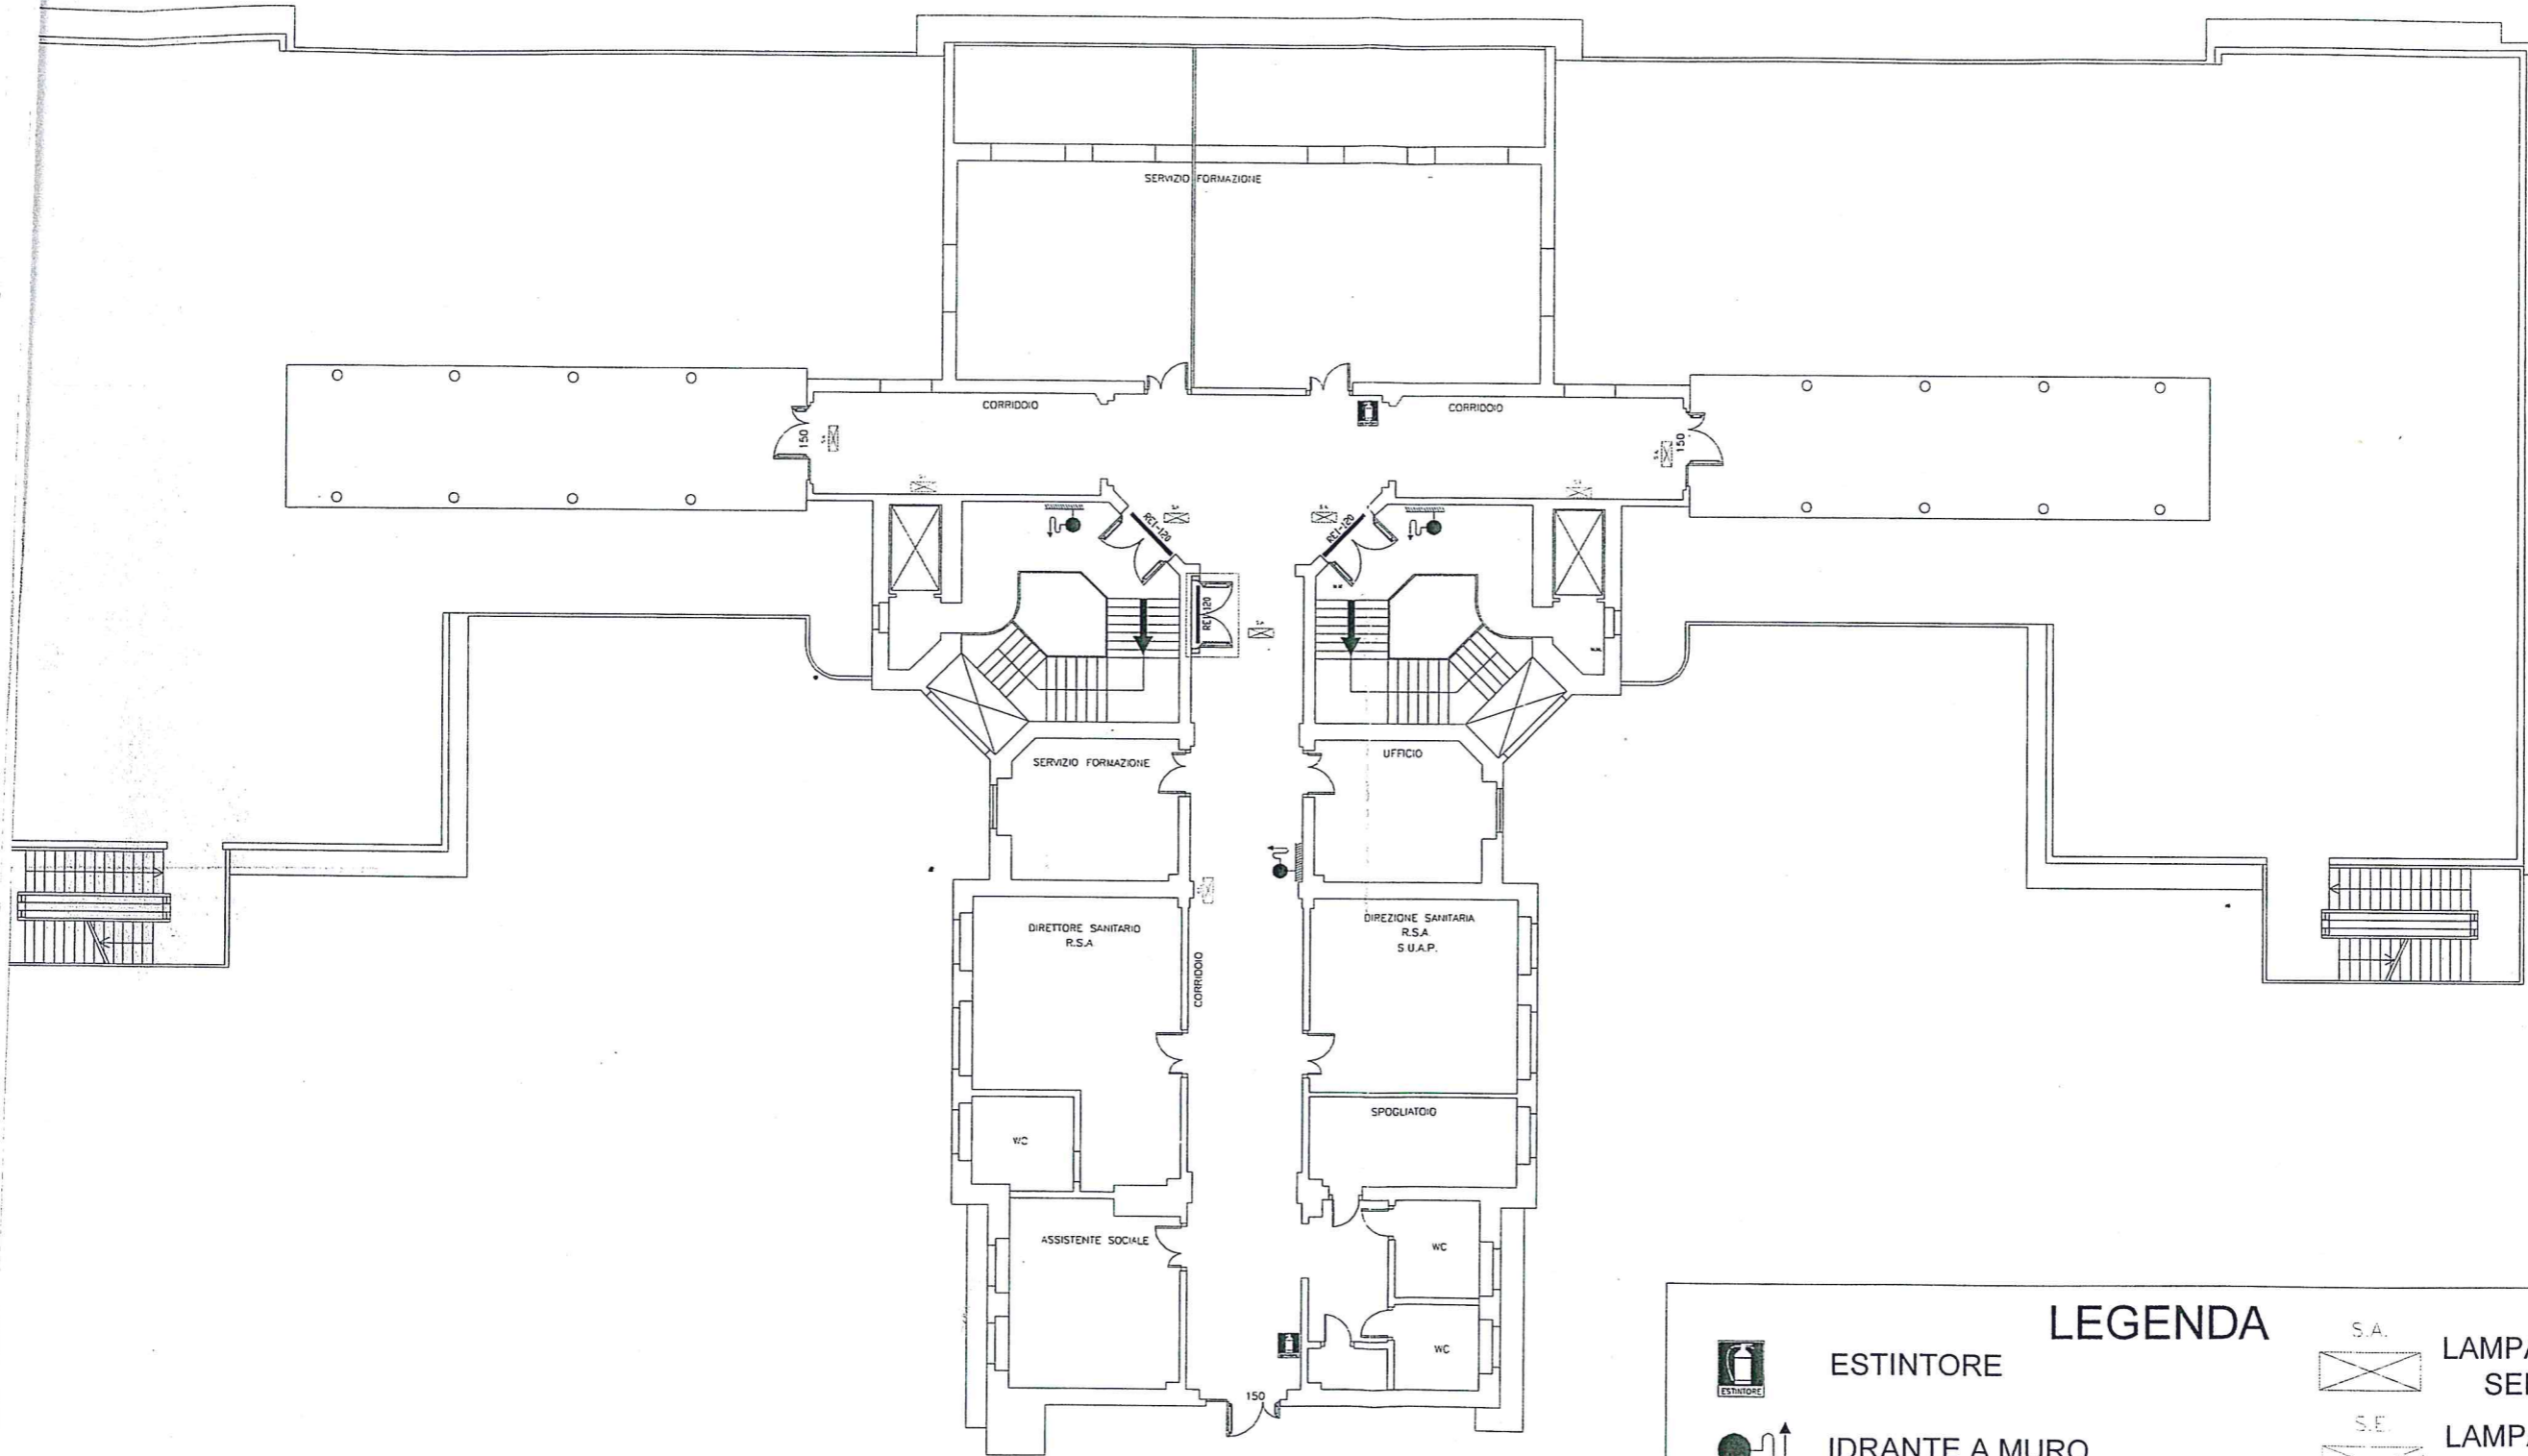 SERVIZIO FORMAZIONE
CORRIDOIO
CORRIDOIO
150
150
REI-120
REI-120
REI-120
SERVIZIO FORMAZIONE
UFFICIO
DIRETTORE SANITARIO
R.S.A
DIREZIONE SANITARIA
R.S.A.
S U.A.P.
CORRIDOIO
SPOGLIATOIO
WC
ASSISTENTE SOCIALE
WC
WC
150
LEGENDA
ESTINTORE
ESTINTORE
S.A.
IDRANTE A MURO
S.E.